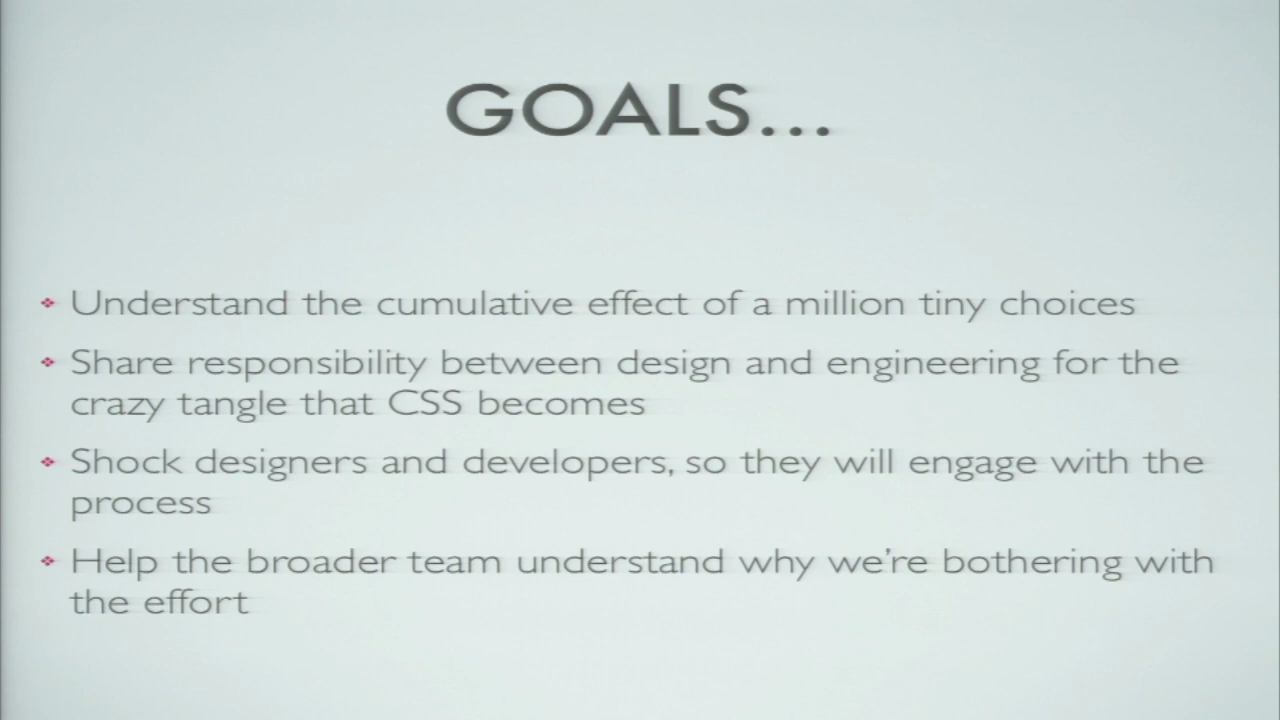 GOALS...
Understand the cumulative effect of a million tiny choices
Share responsibility between design and engineering for the
crazy tangle that CSS becomes
Shock designers and developers, so they will engage with the
process
Help the broader team understand why we're bothering with
the effort